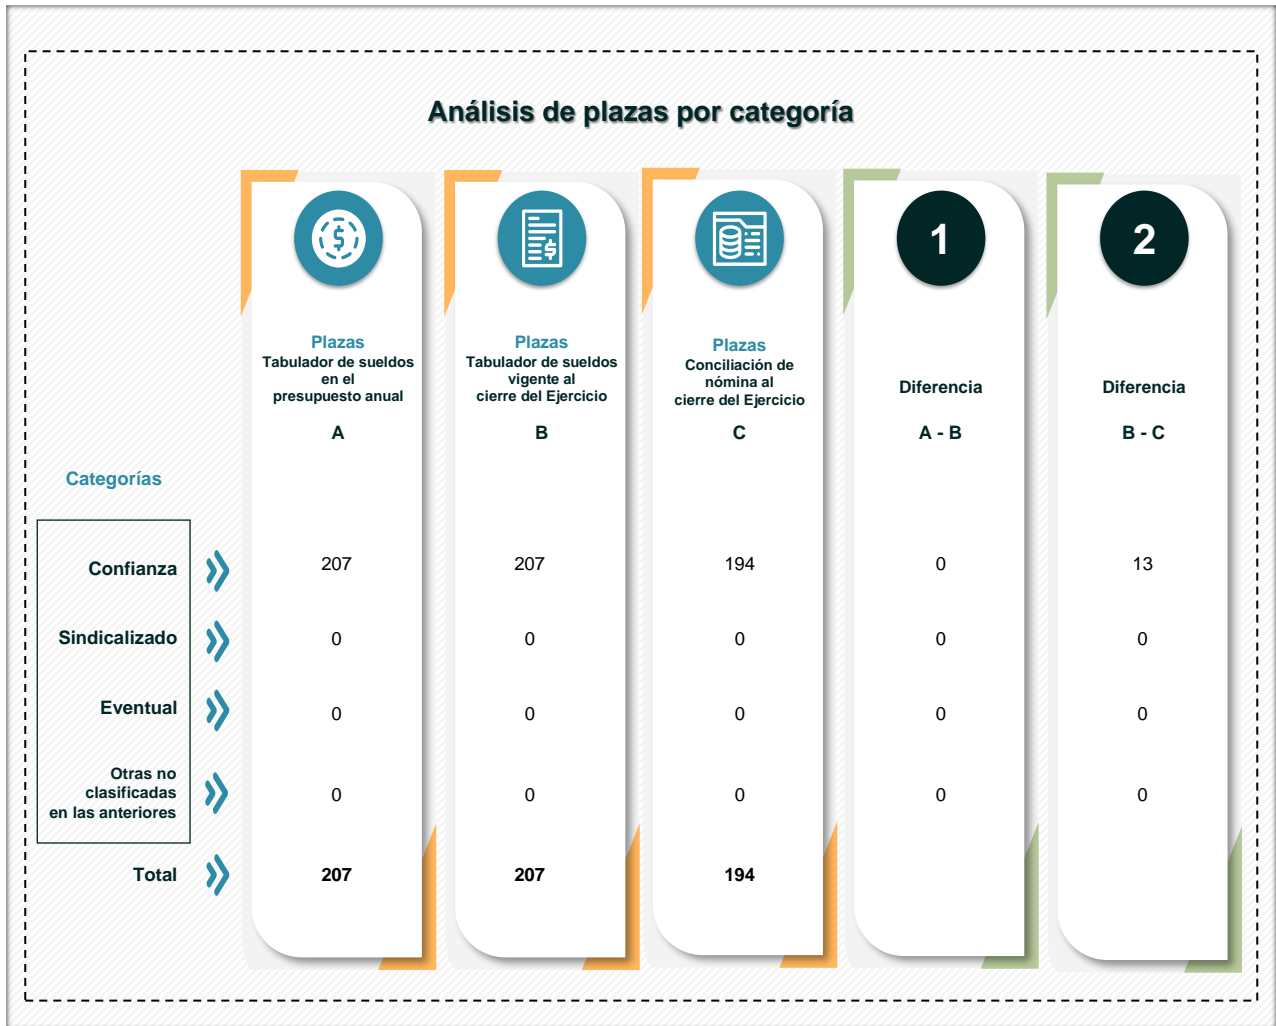 Análisis de plazas por categoría
1
2
Plazas
Tabulador de sueldos
en el
presupuesto anual
A
Plazas
Tabulador de sueldos
vigente al
cierre del Ejercicio
B
Plazas
Conciliación de
nómina al
cierre del Ejercicio
C
Diferencia
A - B
Diferencia
B - C
Categorías
Confianza 207 207 194 0 13
Sindicalizado 0 0 0 0 0
Eventual 0 0 0 0 0
Otras no
clasificadas
en las anteriores 0 0 0 0 0
Total 207 207 194